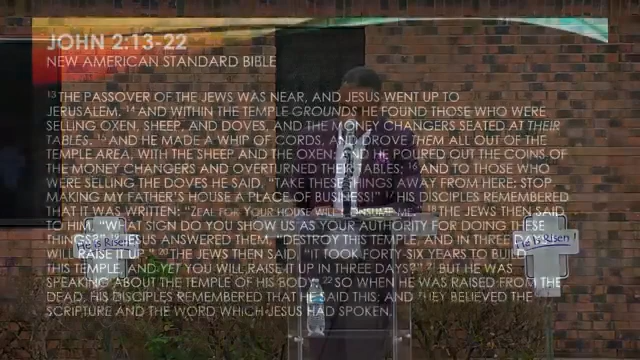 JOHN 2:13-22
NEW AMERICAN STANDARD BIBLE
13 THE PASSOVER OF THE JEWS WAS NEAR, AND JESUS WENT UP TO
JERUSALEM. 14 AND WITHIN THE TEMPLE GROUNDS HE FOUND THOSE WHO WERE
SELLING OXEN, SHEEP, AND DOVES, AND THE MONEY CHANGERS SEATED AT THEIR
TABLES. 15 AND HE MADE A WHIP OF CORDS, AND DROVE THEM ALL OUT OF THE
TEMPLE AREA, WITH THE SHEEP AND THE OXEN; AND HE POURED OUT THE COINS OF
THE MONEY CHANGERS AND OVERTURNED THEIR TABLES; 16 AND TO THOSE WHO
WERE SELLING THE DOVES HE SAID, "TAKE THESE THINGS AWAY FROM HERE; STOP
MAKING MY FATHER'S HOUSE A PLACE OF BUSINESS!" 17 HIS DISCIPLES REMEMBERED
THAT IT WAS WRITTEN: "ZEAL FOR YOUR HOUSE WILL CONSUME ME." 18 THE JEWS THEN SAID
TO HIM, "WHAT SIGN DO YOU SHOW US AS YOUR AUTHORITY FOR DOING THESE
THINGS?" 19 JESUS ANSWERED THEM, "DESTROY THIS TEMPLE, AND IN THREE DAYS I
WILL RAISE IT UP." 20 THE JEWS THEN SAID, "IT TOOK FORTY-SIX YEARS TO BUILD
THIS TEMPLE, AND YET YOU WILL RAISE IT UP IN THREE DAYS?" 21 BUT HE WAS
SPEAKING ABOUT THE TEMPLE OF HIS BODY. 22 SO WHEN HE WAS RAISED FROM THE
DEAD, HIS DISCIPLES REMEMBERED THAT HE SAID THIS; AND THEY BELIEVED THE
SCRIPTURE AND THE WORD WHICH JESUS HAD SPOKEN.
He is Risen!
He is Risen!